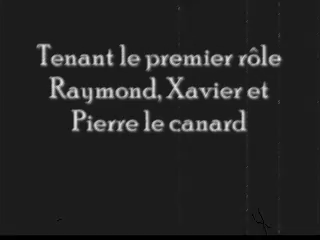 Tenant le premier rôle
Raymond, Xavier et
Pierre le canard